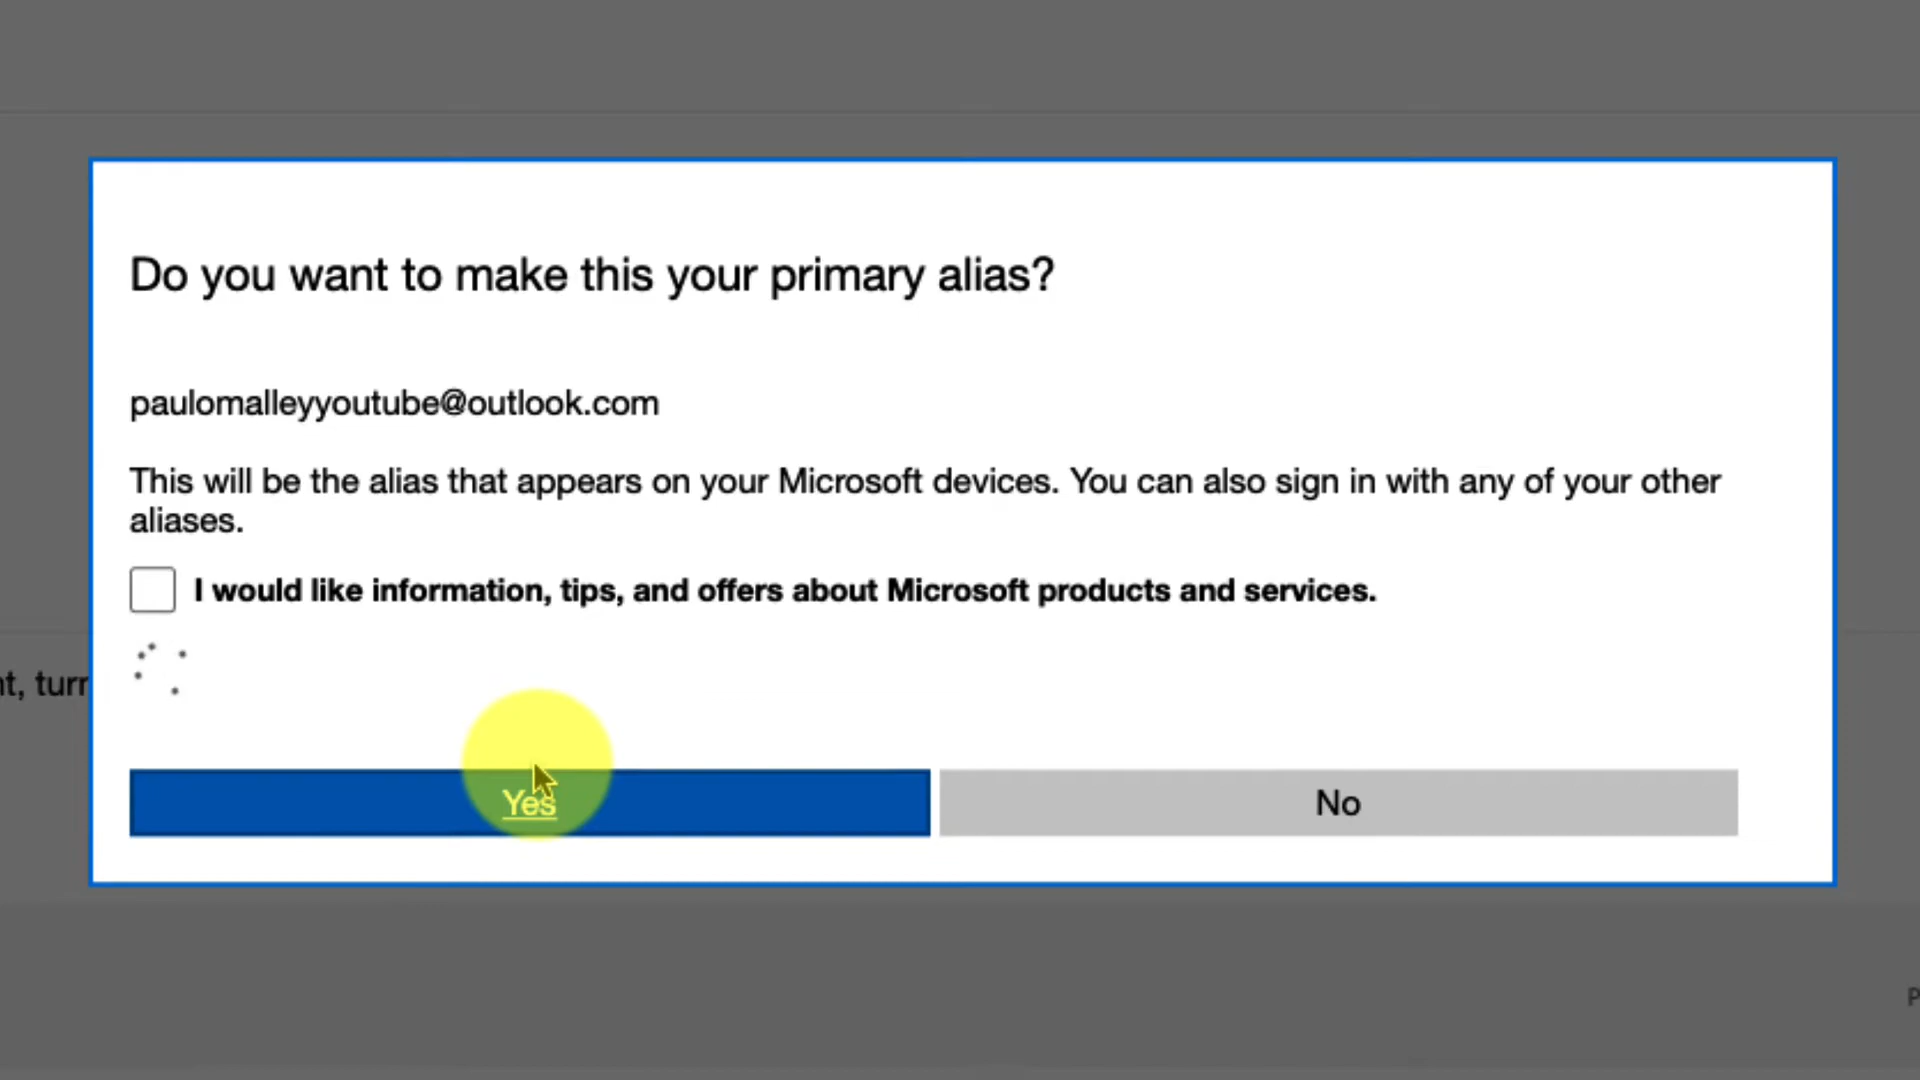 Do you want to make this your primary alias?
paulomalleyyoutube@outlook.com
This will be the alias that appears on your Microsoft devices. You can also sign in with any of your other
aliases.
I would like information, tips, and offers about Microsoft products and services.
Yes
No